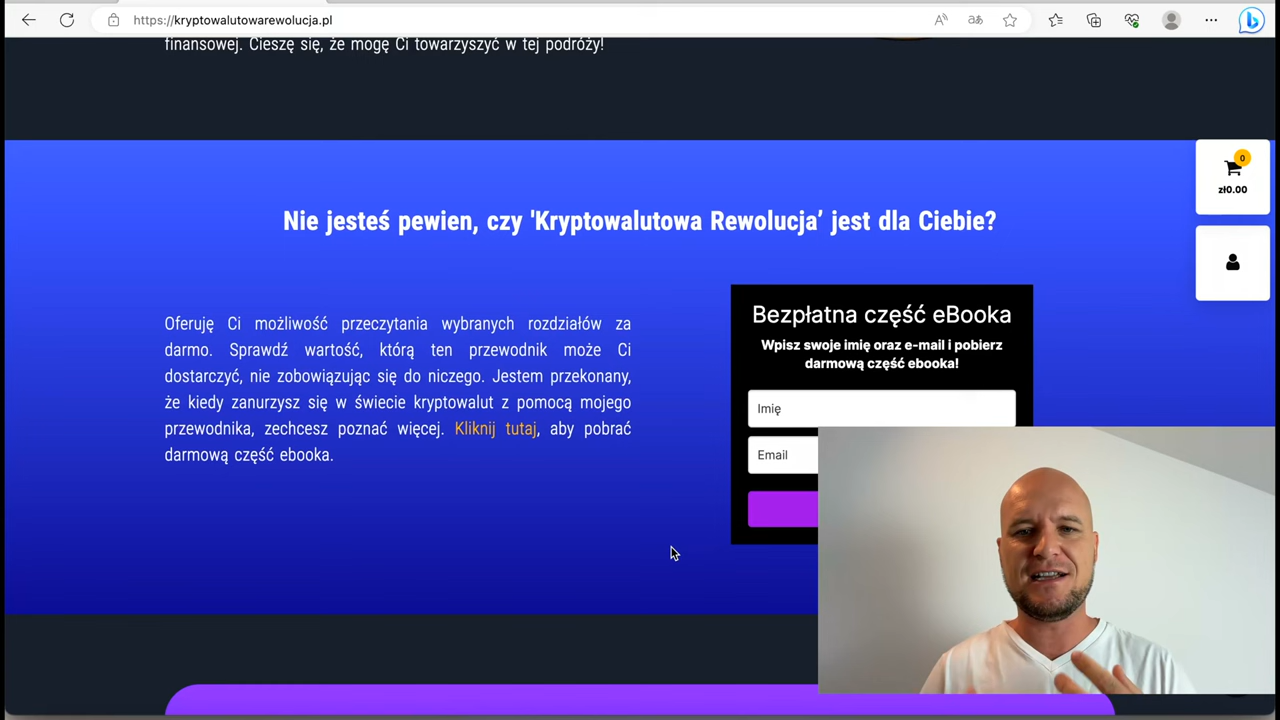 https://kryptowalutowarewolucja.pl
finansowej. Cieszę się, że mogę Ci towarzyszyć w tej podróży!
0
zł0.00
Nie jesteś pewien, czy 'Kryptowalutowa Rewolucja’ jest dla Ciebie?
Oferuję Ci możliwość przeczytania wybranych rozdziałów za
darmo. Sprawdź wartość, którą ten przewodnik może Ci
dostarczyć, nie zobowiązując się do niczego. Jestem przekonany,
że kiedy zanurzysz się w świecie kryptowalut z pomocą mojego
przewodnika, zechcesz poznać więcej. Kliknij tutaj, aby pobrać
darmową część ebooka.
Bezpłatna część eBooka
Wpisz swoje imię oraz e-mail i pobierz
darmową część ebooka!
Imię
Email